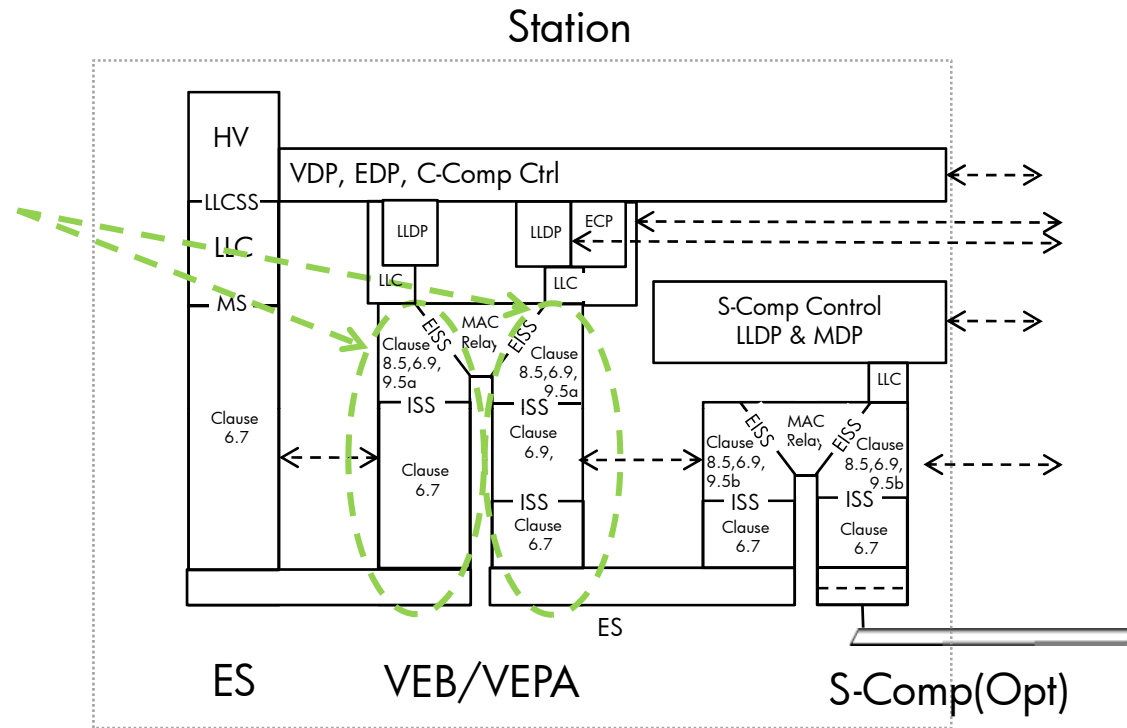 Station
HV
VDP, EDP, C-Comp Ctrl
LLCSS
LLC
MS
Clause
6.7
LLDP
LLC
LLDP
ECP
LLC
EISS
MAC
Relay
EISS
Clause
8.5,6.9,
9.5a
ISS
Clause
6.7
Clause
8.5,6.9,
9.5a
ISS
Clause
6.9,
ISS
Clause
6.7
S-Comp Control
LLDP & MDP
LLC
EISS
MAC
Relay
EISS
Clause
8.5,6.9,
9.5b
ISS
Clause
6.7
Clause
8.5,6.9,
9.5b
ISS
Clause
6.7
ES
ES
VEB/VEPA
S-Comp(Opt)